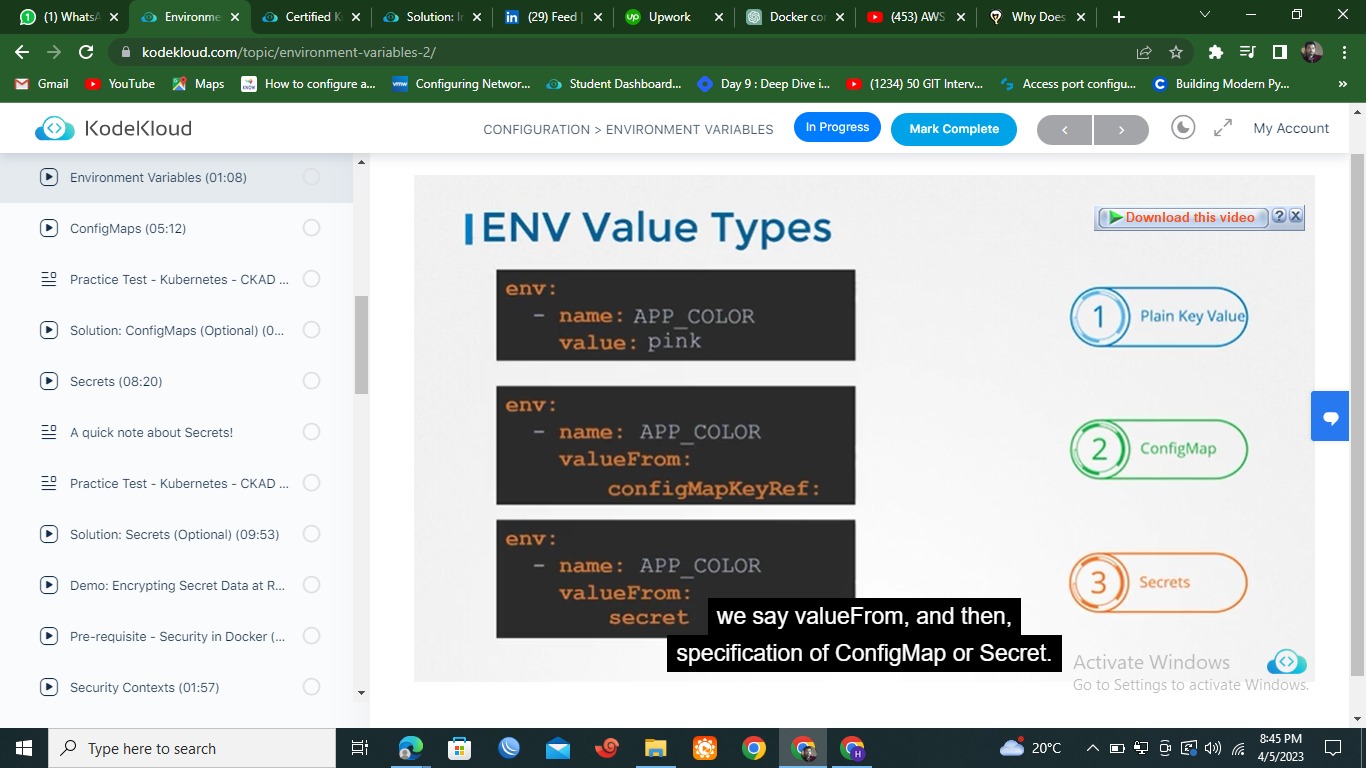 (1) WhatsA
Environme
Certified K
Solution: I
(29) Feed |
Upwork
Docker co
(453) AWS
Why Does
kodekloud.com/topic/environment-variables-2/
Gmail
YouTube
Maps
How to configure a...
Configuring Networ...
Student Dashboard...
Day 9 : Deep Dive i...
(1234) 50 GIT Interv...
Access port configu...
Building Modern Py...
KodeKloud
CONFIGURATION > ENVIRONMENT VARIABLES
In Progress
Mark Complete
My Account
Environment Variables (01:08)
ConfigMaps (05:12)
Practice Test - Kubernetes - CKAD ...
Solution: ConfigMaps (Optional) (0...
Secrets (08:20)
A quick note about Secrets!
Practice Test - Kubernetes - CKAD ...
Solution: Secrets (Optional) (09:53)
Demo: Encrypting Secret Data at R...
Pre-requisite - Security in Docker (...
Security Contexts (01:57)
ENV Value Types
Download this video
env:
- name: APP_COLOR
value: pink
1 Plain Key Value
env:
- name: APP_COLOR
valueFrom:
configMapKeyRef:
2 ConfigMap
env:
- name: APP_COLOR
valueFrom:
secret
3 Secrets
we say valueFrom, and then,
specification of ConfigMap or Secret.
Activate Windows
Go to Settings to activate Windows.
Type here to search
20°C
8:45 PM
4/5/2023